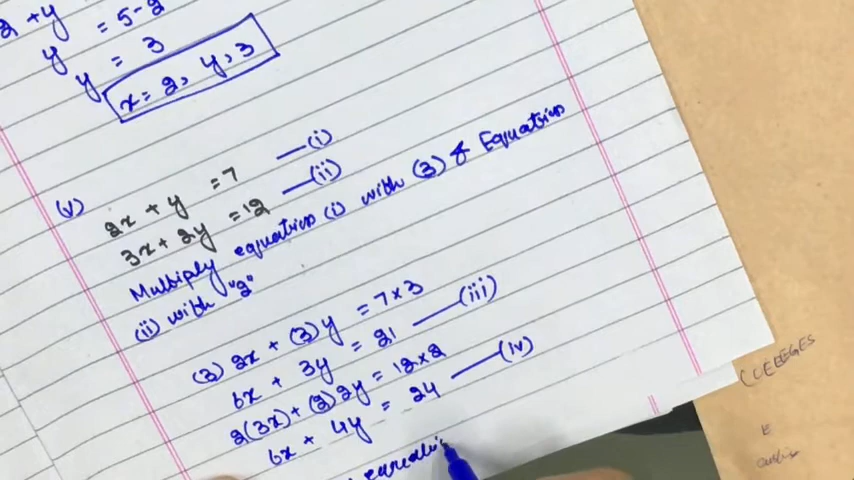 2 + y = 5 - 2
y = 3
y
x = 2, y, 3
(v) 2x + y = 7 —(i)
3x + 2y = 12 —(ii)
Multiply equation (i) with (3) & Equation
(ii) with "2"
(3) 2x + (3) y = 7 × 3
6x + 3y = 21 —(iii)
2(3x) + (2) 2y = 12 × 2
6x + 4y = 24 —(iv)
E